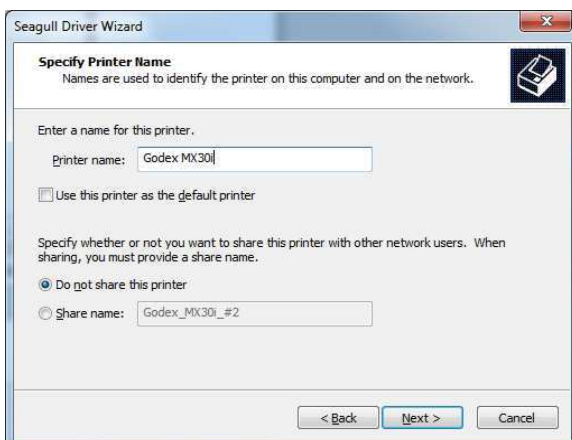 Seagull Driver Wizard
Specify Printer Name
Names are used to identify the printer on this computer and on the network.
Enter a name for this printer.
Printer name: Godex MX30i
Use this printer as the default printer
Specify whether or not you want to share this printer with other network users. When
sharing, you must provide a share name.
Do not share this printer
Share name: Godex_MX30i_#2
< Back Next > Cancel